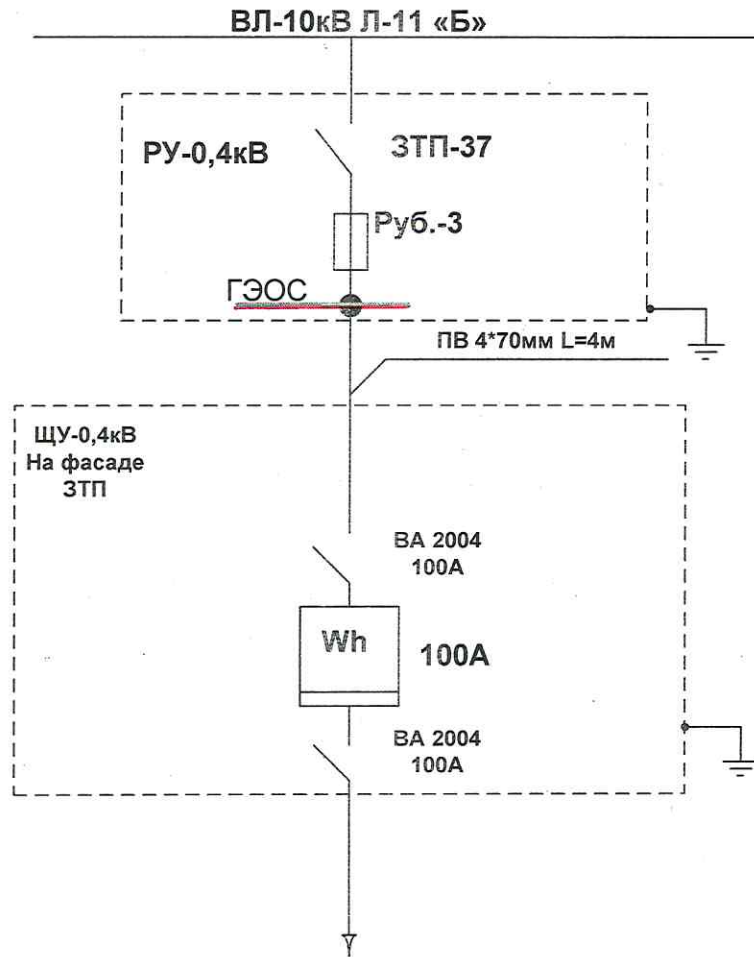 ВЛ-10кВ Л-11 «Б»
РУ-0,4кВ
ЗТП-37
Руб.-3
ГЭОС
ПВ 4*70мм L=4м
ЩУ-0,4кВ
На фасаде
ЗТП
ВА 2004
100А
Wh
100А
ВА 2004
100А